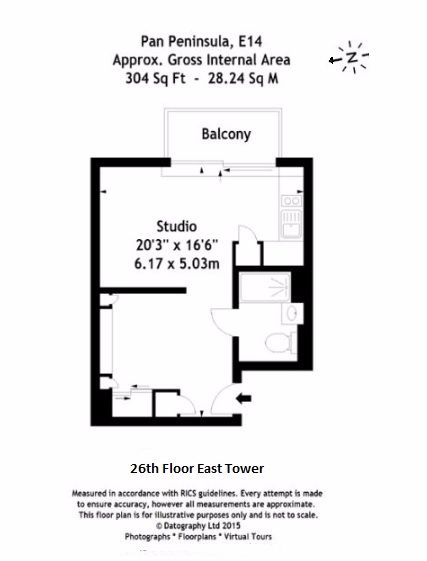 Pan Peninsula, E14
Approx. Gross Internal Area
304 Sq Ft - 28.24 Sq M
N
Balcony
Studio
20'3" x 16'6"
6.17 x 5.03m
26th Floor East Tower
Measured in accordance with RICS guidelines. Every attempt is made
to ensure accuracy, however all measurements are approximate.
This floor plan is for illustrative purposes only and is not to scale.
© Datography Ltd 2015
Photographs * Floorplans * Virtual Tours